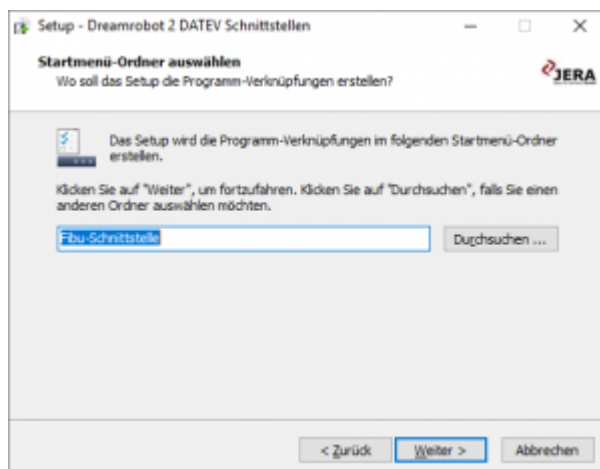 Setup - Dreamrobot 2 DATEV Schnittstellen
Startmenü-Ordner auswählen
Wo soll das Setup die Programm-Verknüpfungen erstellen?
JERA
Das Setup wird die Programm-Verknüpfungen im folgenden Startmenü-Ordner
erstellen.
Klicken Sie auf "Weiter", um fortzufahren. Klicken Sie auf "Durchsuchen", falls Sie einen
anderen Ordner auswählen möchten.
Fibu-Schnittstelle
Durchsuchen ...
< Zurück
Weiter >
Abbrechen